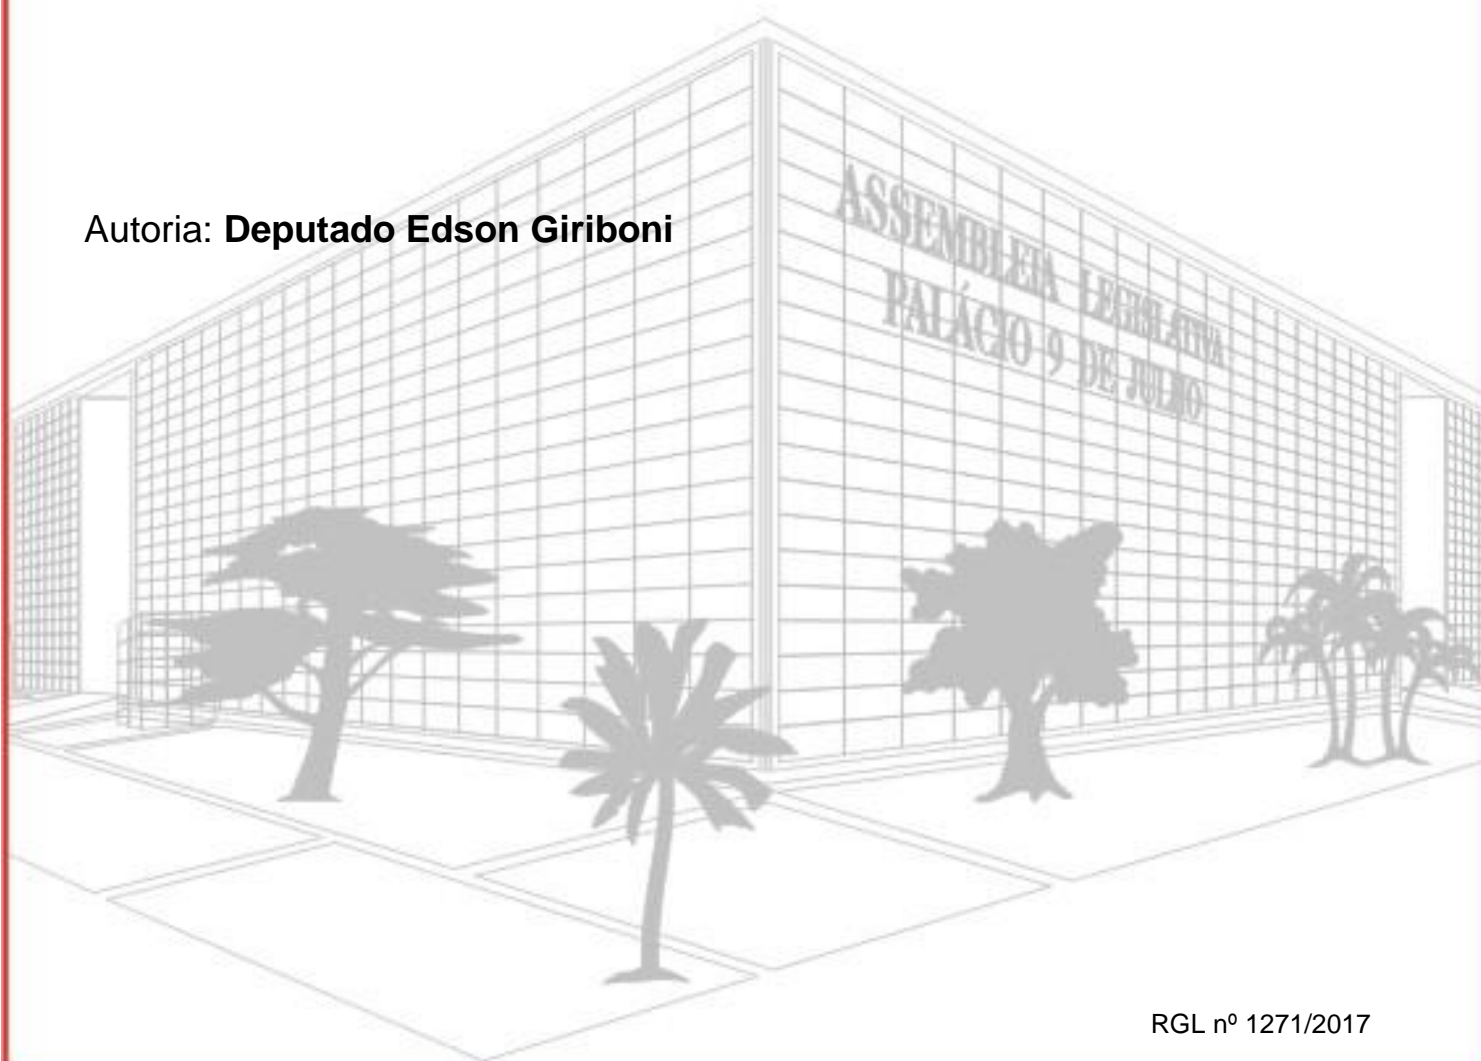 Autoria: Deputado Edson Giriboni
ASSEMBLEIA LEGISLATIVA
PALÁCIO 9 DE JULHO
RGL nº 1271/2017